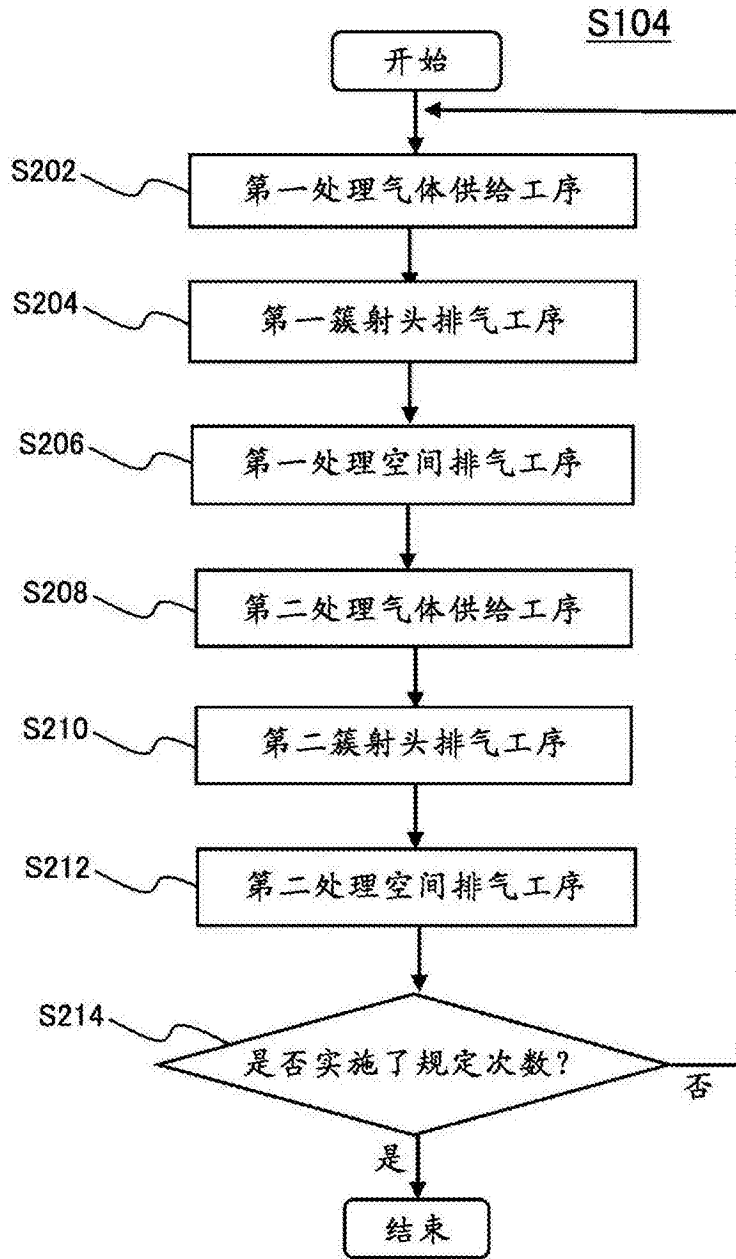 S104
开始
S202
第一处理气体供给工序
S204
第一簇射头排气工序
S206
第一处理空间排气工序
S208
第二处理气体供给工序
S210
第二簇射头排气工序
S212
第二处理空间排气工序
S214
是否实施了规定次数?
否
是
结束